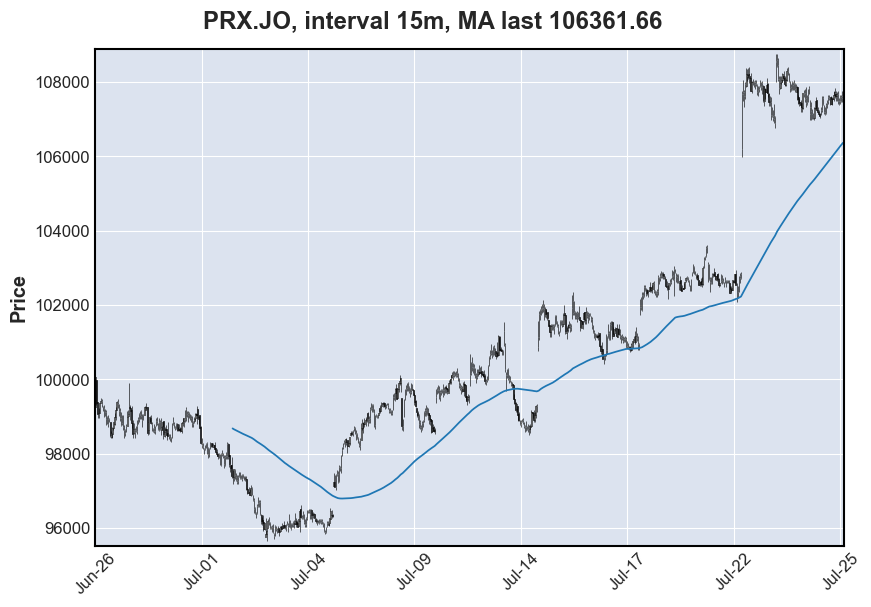 PRX.JO, interval 15m, MA last 106361.66
108000
106000
104000
102000
100000
98000
96000
Price
Jun-26
Jul-01
Jul-04
Jul-09
Jul-14
Jul-17
Jul-22
Jul-25